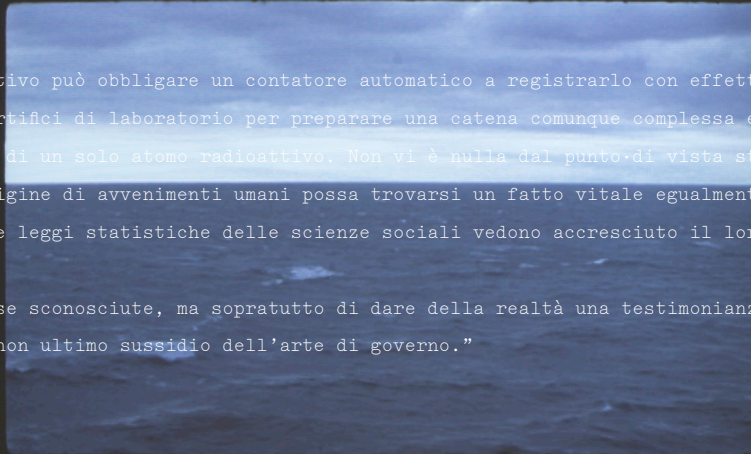 tivo può obbligare un contatore automatico a registrarlo con effett
rtifici di laboratorio per preparare una catena comunque complessa e
di un solo atomo radioattivo. Non vi è nulla dal punto di vista st
igine di avvenimenti umani possa trovarsi un fatto vitale egualment
e leggi statistiche delle scienze sociali vedono accresciuto il lor
se sconosciute, ma sopratutto di dare della realtà una testimonianz
non ultimo sussidio dell’arte di governo.”